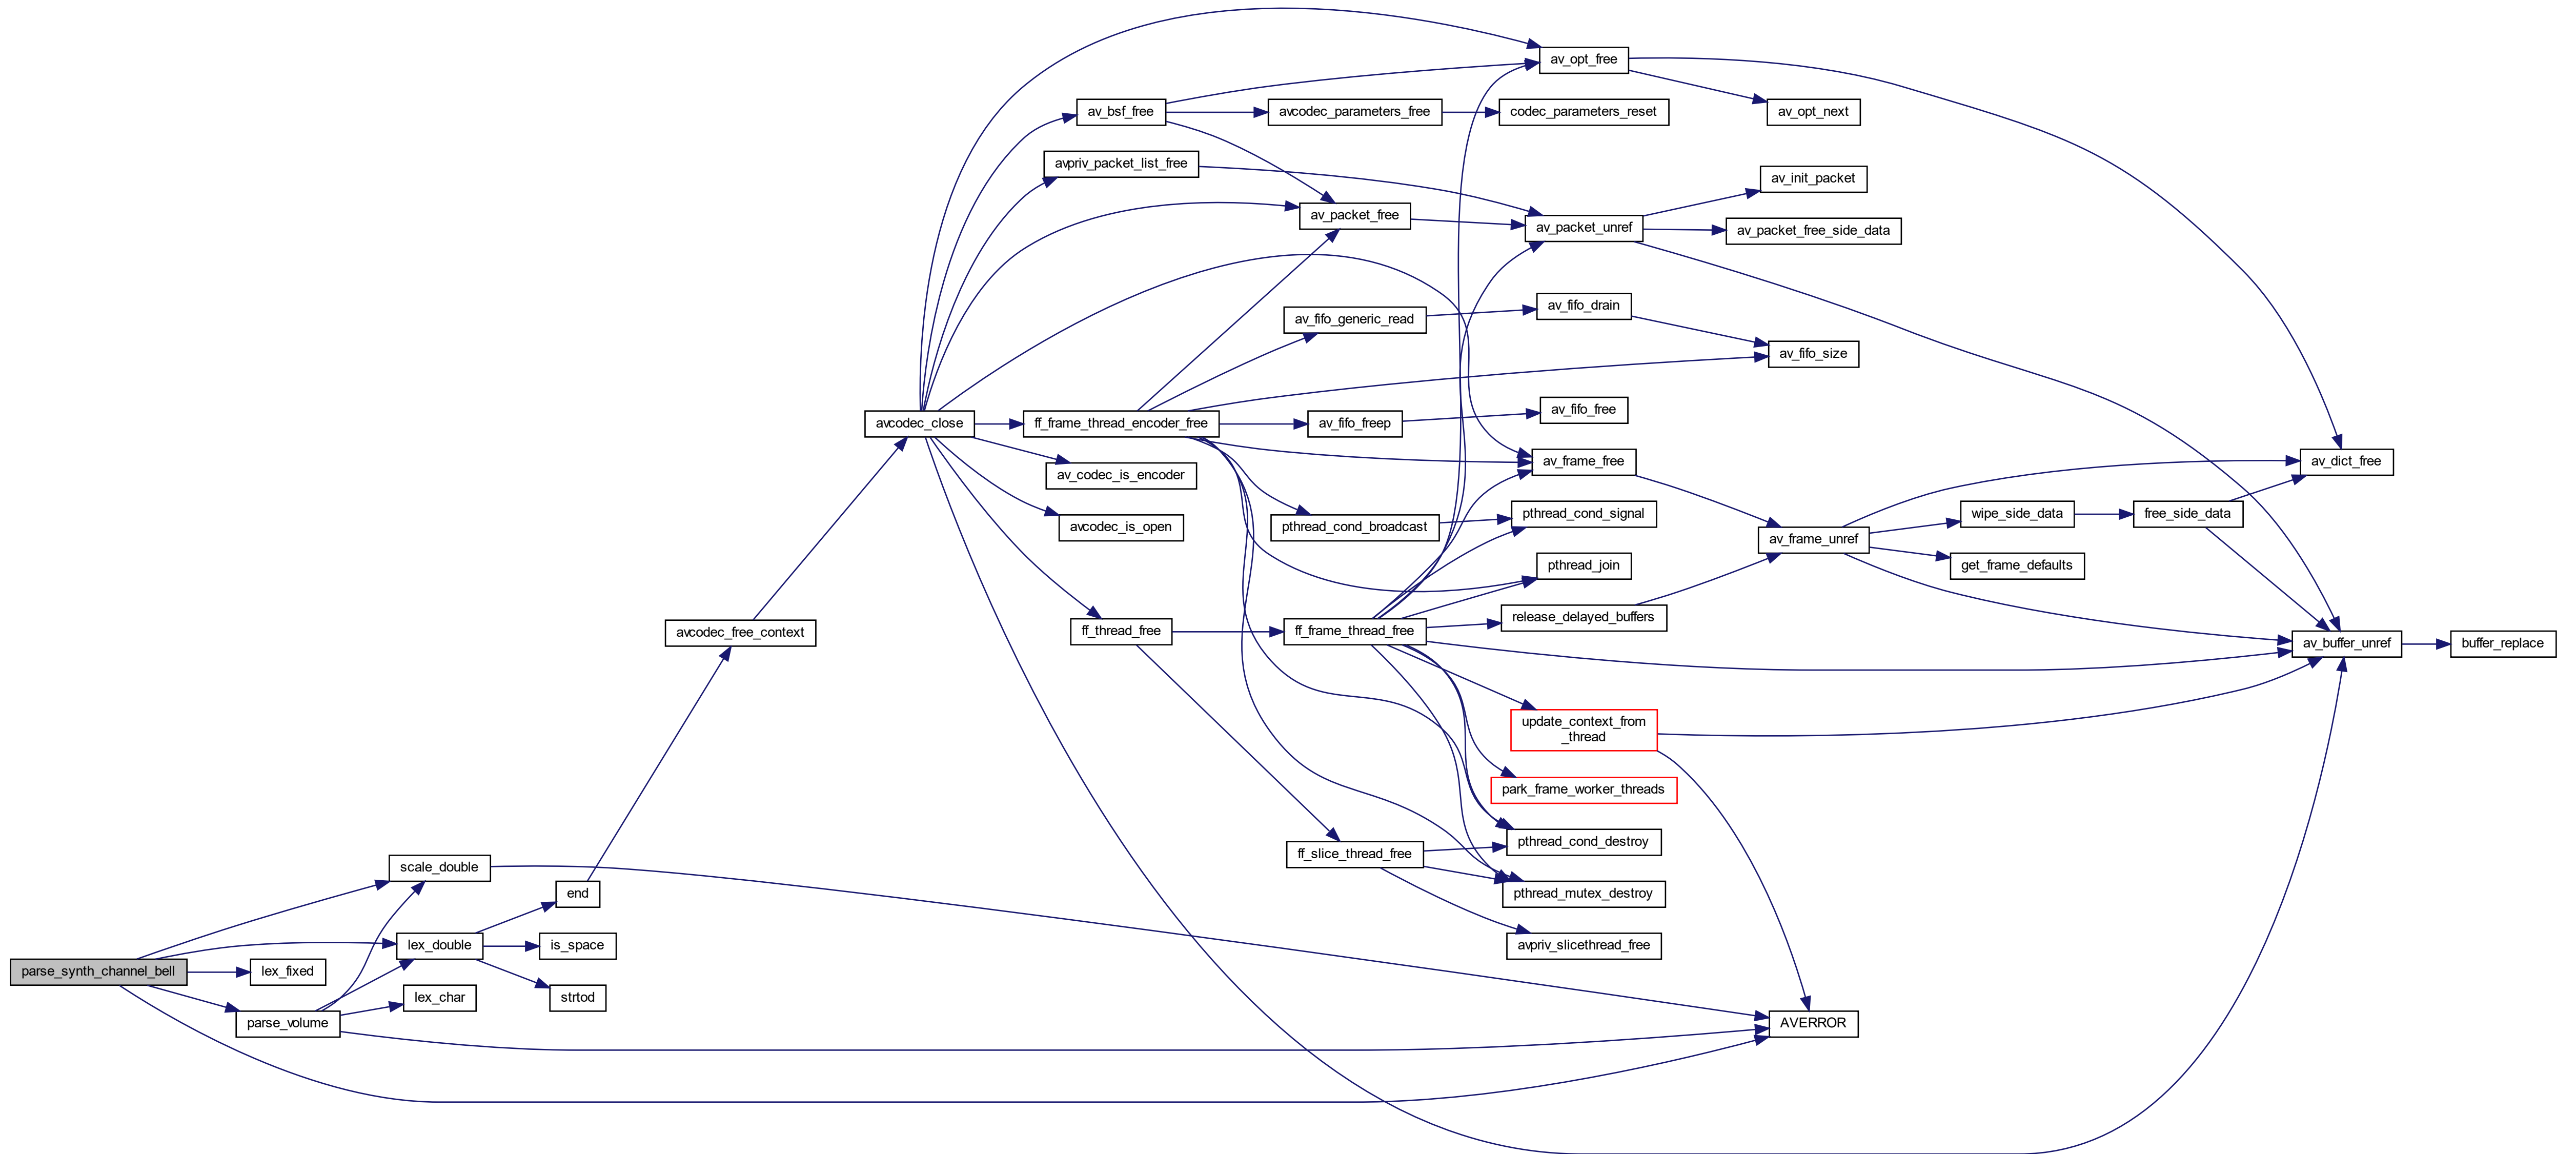 parse_synth_channel_bell
scale_double
lex_double
lex_fixed
parse_volume
lex_char
end
is_space
strtod
avcodec_free_context
avcodec_close
av_bsf_free
avpriv_packet_list_free
ff_frame_thread_encoder_free
av_codec_is_encoder
avcodec_is_open
ff_thread_free
avcodec_parameters_free
av_packet_free
av_fifo_generic_read
av_fifo_freep
pthread_cond_broadcast
ff_frame_thread_free
ff_slice_thread_free
av_opt_free
codec_parameters_reset
av_packet_unref
av_fifo_drain
av_fifo_free
av_frame_free
pthread_cond_signal
pthread_join
release_delayed_buffers
update_context_from
_thread
park_frame_worker_threads
pthread_cond_destroy
pthread_mutex_destroy
avpriv_slicethread_free
av_opt_next
av_init_packet
av_packet_free_side_data
av_fifo_size
av_frame_unref
AVERROR
wipe_side_data
get_frame_defaults
free_side_data
av_dict_free
av_buffer_unref
buffer_replace